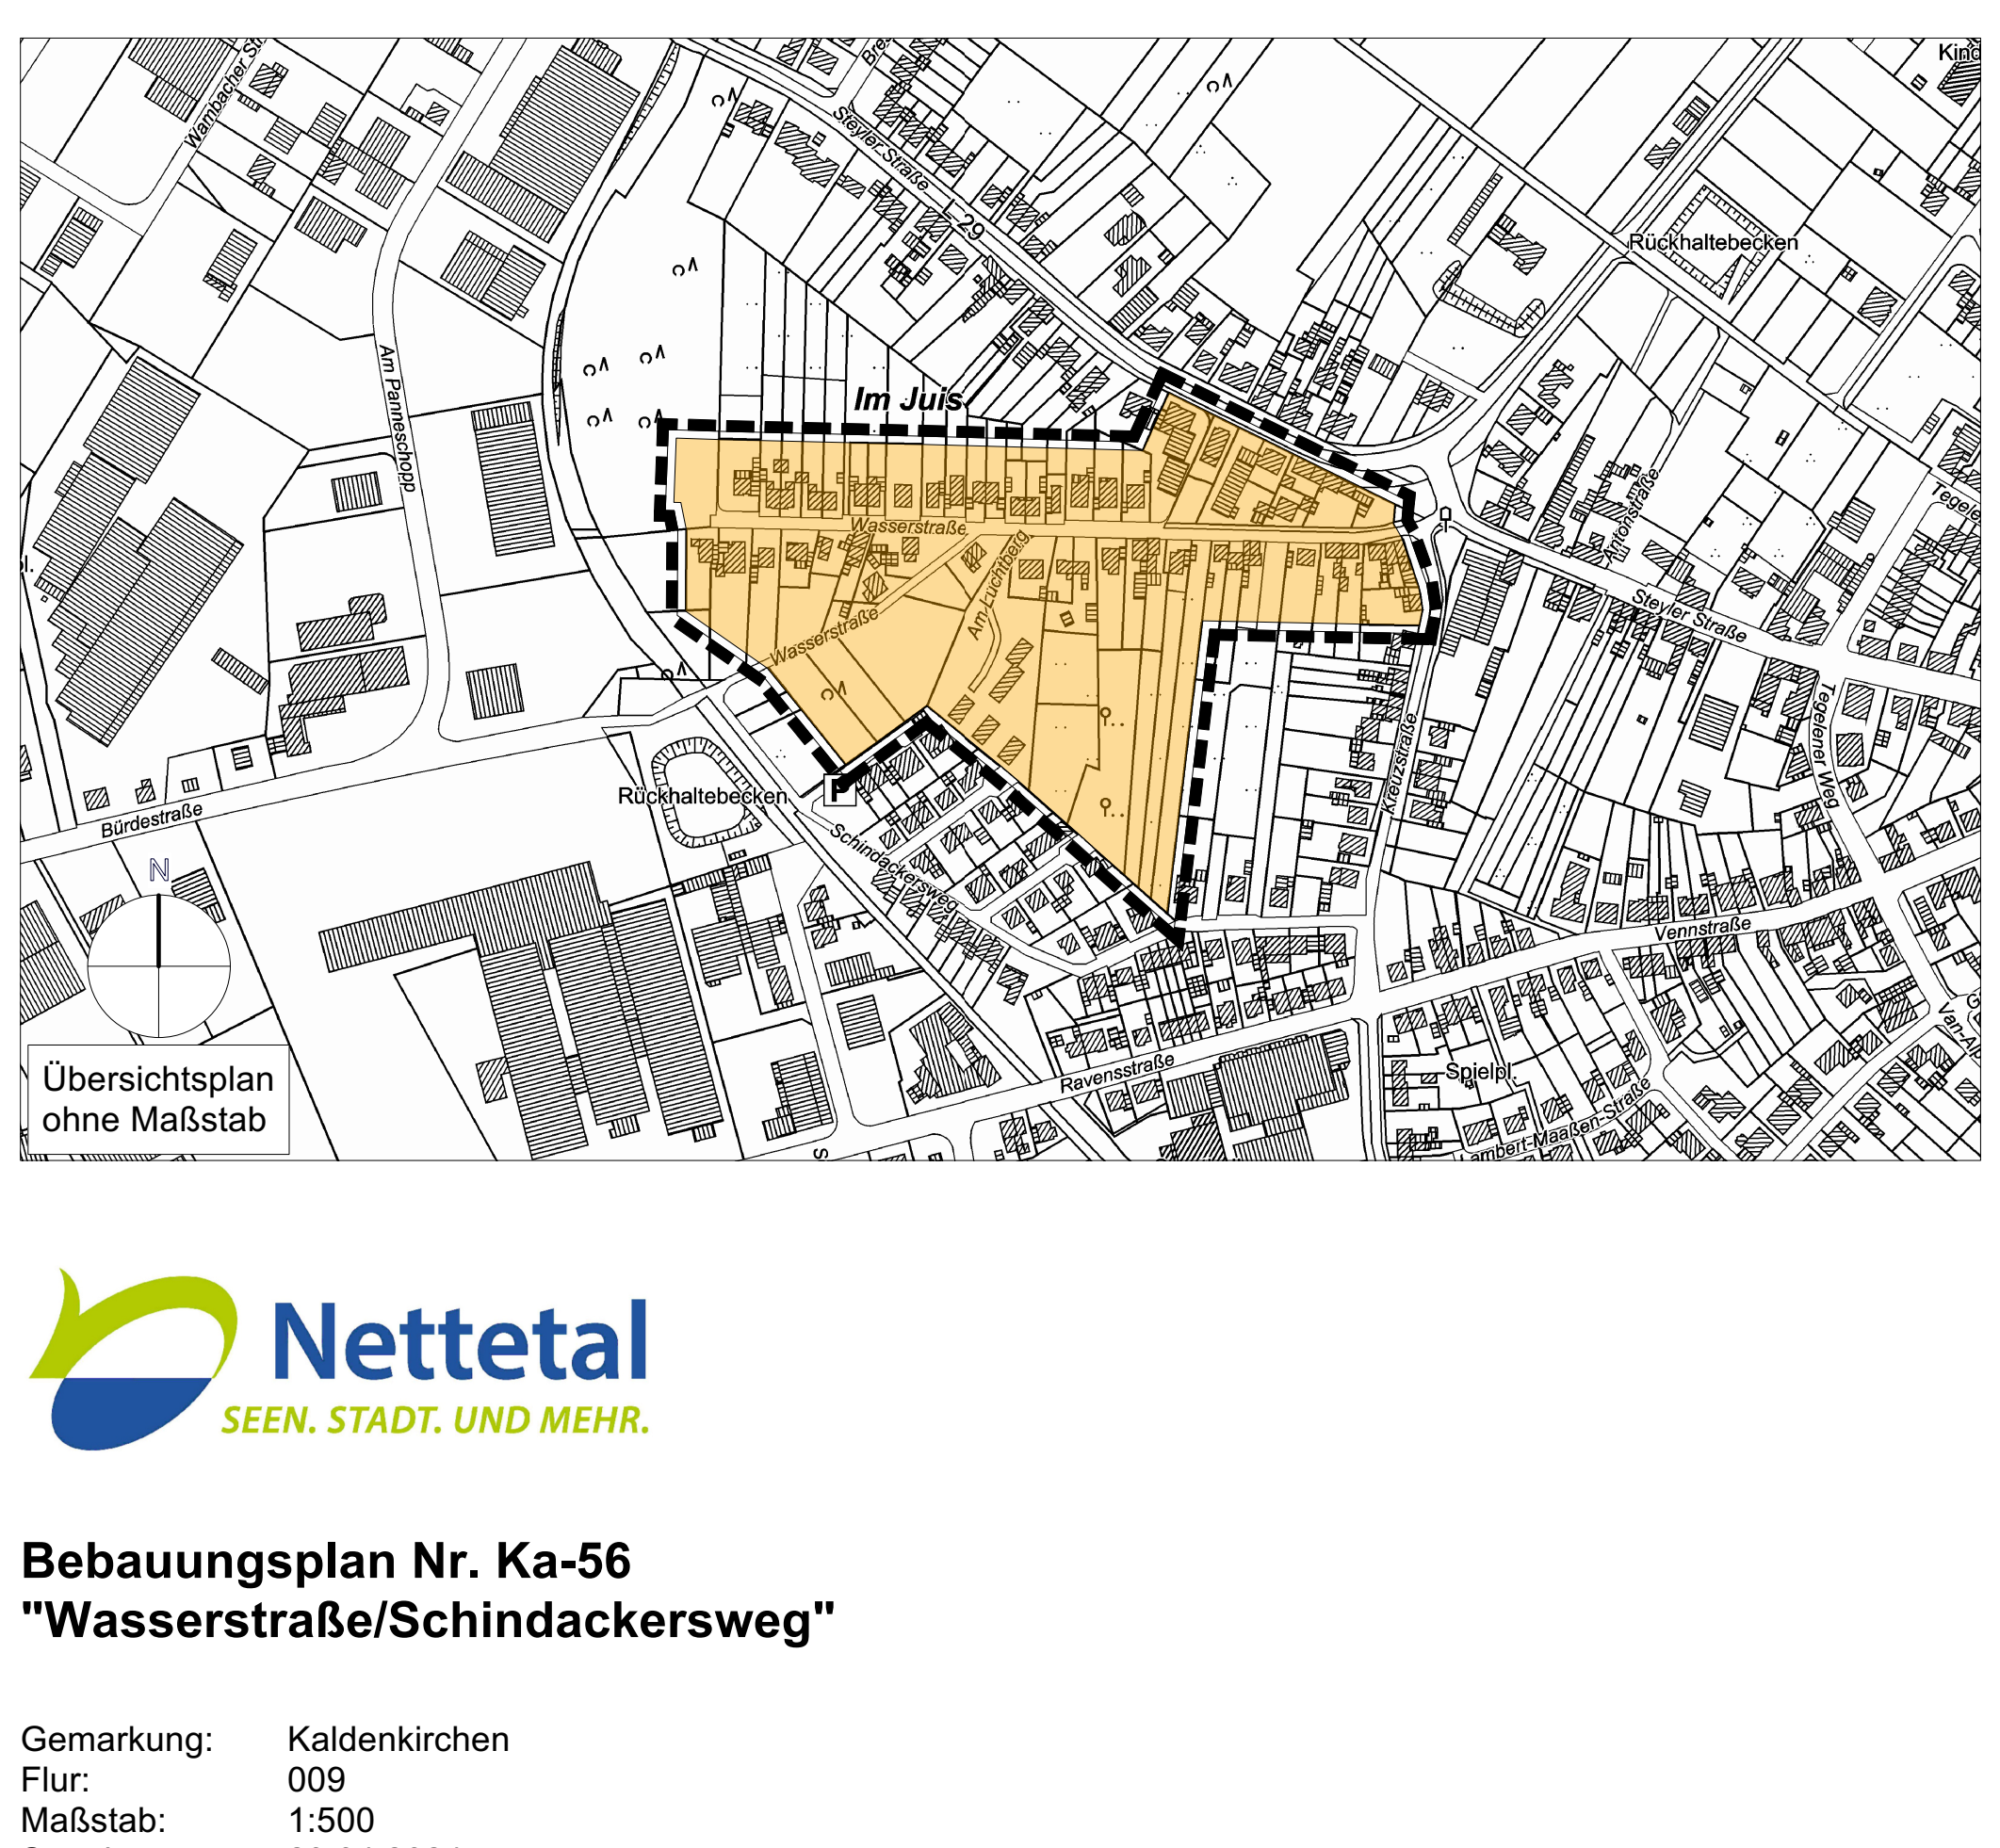 Kind
Wambacher St
Bres
Steyler Straße
L 29
Rückhaltebecken
Am Panneschopp
Im Juis
Wasserstraße
Am Luchtberg
Wasserstraße
Antonstraße
Tegele
Steyler Straße
Tegelener Weg
Kreuzstraße
P
Rückhaltebecken
Bürdestraße
Schindackersweg
Vennstraße
N
Ravensstraße
Spielpl.
Lambert-Maaßen-Straße
G
S
Übersichtsplan
ohne Maßstab
Nettetal
SEEN. STADT. UND MEHR.
Bebauungsplan Nr. Ka-56
"Wasserstraße/Schindackersweg"
Gemarkung: Kaldenkirchen
Flur: 009
Maßstab: 1:500